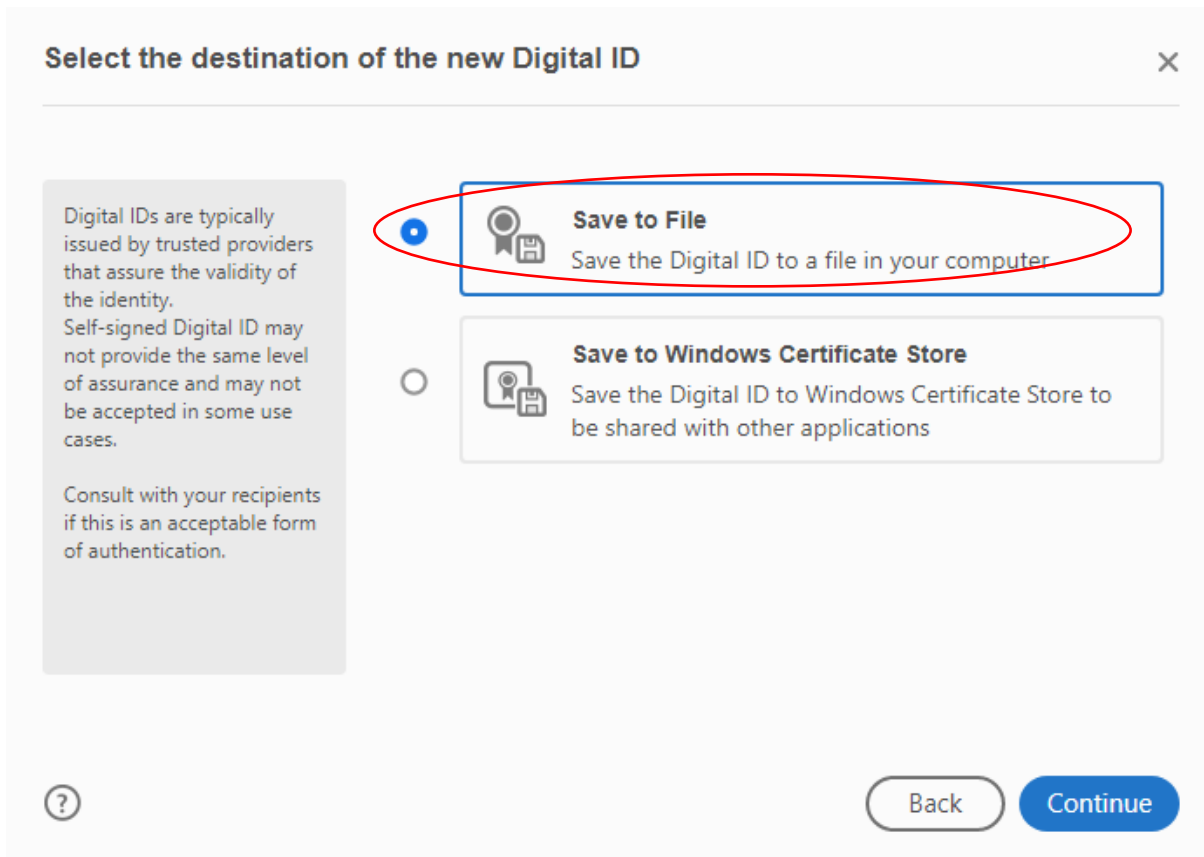 Select the destination of the new Digital ID
Digital IDs are typically
issued by trusted providers
that assure the validity of
the identity.
Self-signed Digital ID may
not provide the same level
of assurance and may not
be accepted in some use
cases.
Consult with your recipients
if this is an acceptable form
of authentication.
Save to File
Save the Digital ID to a file in your computer
Save to Windows Certificate Store
Save the Digital ID to Windows Certificate Store to
be shared with other applications
?
Back
Continue